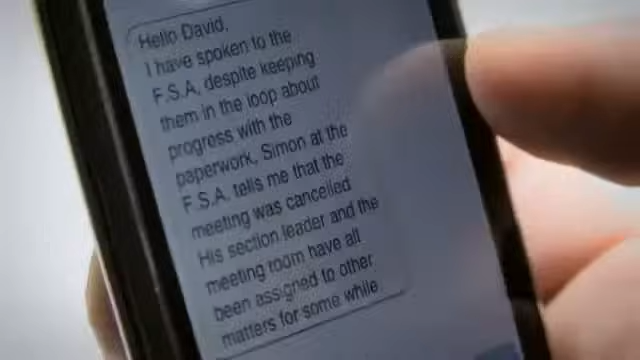 Hello David,
I have spoken to the
F.S.A, despite keeping
them in the loop about
progress with the
paperwork, Simon at the
F.S.A. tells me that the
meeting was cancelled
His section leader and the
meeting room have all
been assigned to other
matters for some while